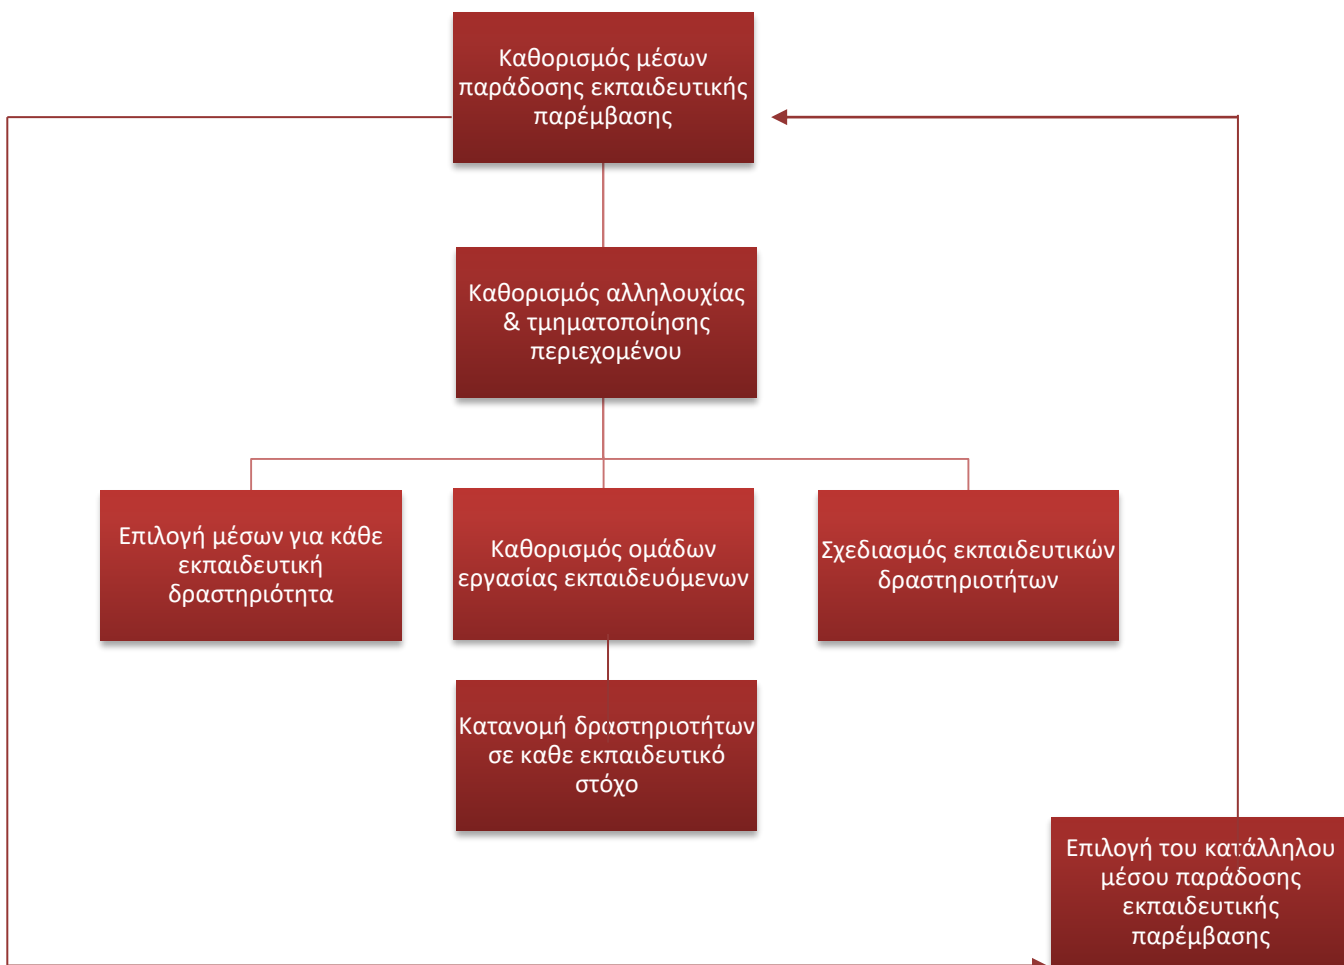 Καθορισμός μέσων
παράδοσης εκπαιδευτικής
παρέμβασης
Καθορισμός αλληλουχίας
& τμηματοποίησης
περιεχομένου
Επιλογή μέσων για κάθε
εκπαιδευτική
δραστηριότητα
Καθορισμός ομάδων
εργασίας εκπαιδευόμενων
Σχεδιασμός εκπαιδευτικών
δραστηριοτήτων
Κατανομή δραστηριοτήτων
σε καθε εκπαιδευτικό
στόχο
Επιλογή του κατάλληλου
μέσου παράδοσης
εκπαιδευτικής
παρέμβασης